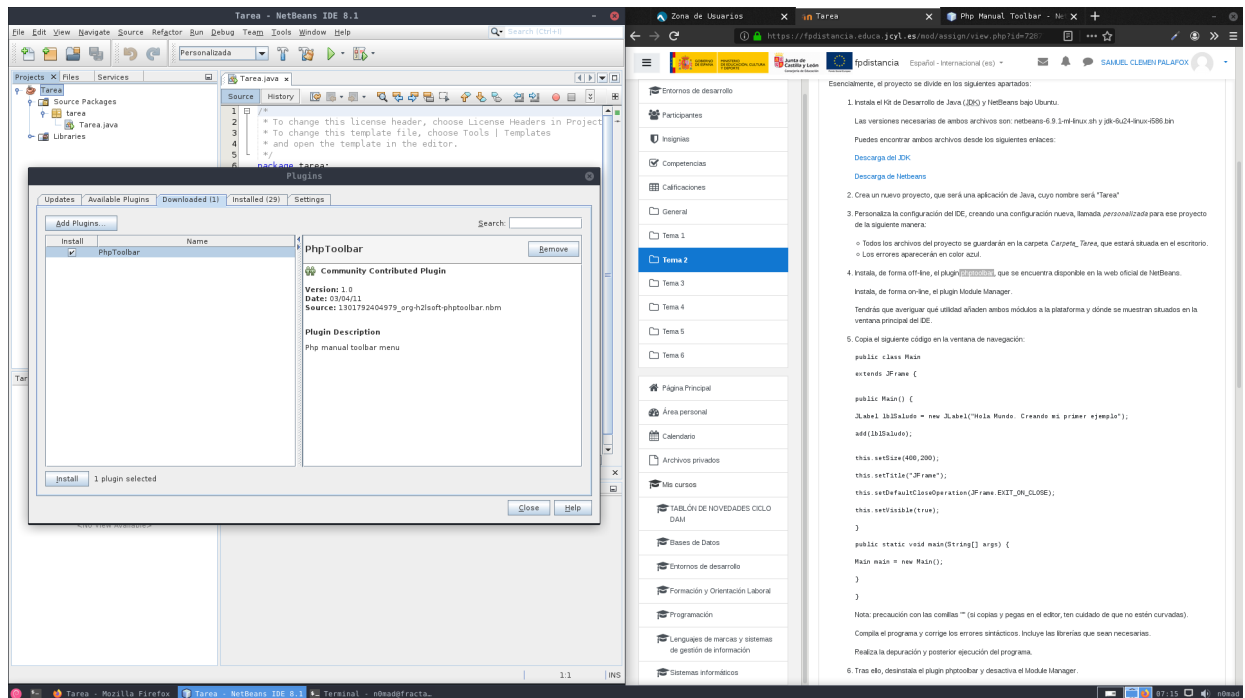 Tarea - NetBeans IDE 8.1
File Edit View Navigate Source Refactor Run Debug Team Tools Window Help
Search (Ctrl+I)
Personalizada
Projects Files Services
Tarea
Source Packages
tarea
Tarea.java
Libraries
Tarea.java
Source History
1 /*
2 * To change this license header, choose License Headers in Project
3 * To change this template file, choose Tools | Templates
4 * and open the template in the editor.
5 */
6 package tarea;
Plugins
Updates Available Plugins Downloaded (1) Installed (29) Settings
Add Plugins...
Search:
Install Name
PhpToolbar
PhpToolbar
Remove
Community Contributed Plugin
Version: 1.0
Date: 03/04/11
Source: 1301792404979_org-h2lsoft-phptoolbar.nbm
Plugin Description
Php manual toolbar menu
Install 1 plugin selected
Close Help
Tar
<No View Available>
1:1 INS
Zona de Usuarios
Tarea
Php Manual Toolbar - Ne
https://fpdistancia.educa.jcyl.es/mod/assign/view.php?id=728
GOBIERNO DE ESPAÑA
Junta de Castilla y León
fpdistancia Español - Internacional (es)
SAMUEL CLEMEN PALAFOX
Entornos de desarrollo
Participantes
Insignias
Competencias
Calificaciones
General
Tema 1
Tema 2
Tema 3
Tema 4
Tema 5
Tema 6
Página Principal
Área personal
Calendario
Archivos privados
Mis cursos
TABLÓN DE NOVEDADES CICLO
DAM
Bases de Datos
Entornos de desarrollo
Formación y Orientación Laboral
Programación
Lenguajes de marcas y sistemas
de gestión de información
Sistemas informáticos
Esencialmente, el proyecto se divide en los siguientes apartados:
1. Instala el Kit de Desarrollo de Java (JDK) y NetBeans bajo Ubuntu.
Las versiones necesarias de ambos archivos son: netbeans-6.9.1-ml-linux.sh y jdk-6u24-linux-i586.bin
Puedes encontrar ambos archivos desde los siguientes enlaces:
Descarga del JDK
Descarga de Netbeans
2. Crea un nuevo proyecto, que será una aplicación de Java, cuyo nombre será "Tarea"
3. Personaliza la configuración del IDE, creando una configuración nueva, llamada personalizada para ese proyecto
de la siguiente manera:
Todos los archivos del proyecto se guardarán en la carpeta Carpeta_Tarea, que estará situada en el escritorio.
Los errores aparecerán en color azul.
4. Instala, de forma off-line, el plugin phptoolbar, que se encuentra disponible en la web oficial de NetBeans.
Instala, de forma on-line, el plugin Module Manager.
Tendrás que averiguar qué utilidad añaden ambos módulos a la plataforma y dónde se muestran situados en la
ventana principal del IDE.
5. Copia el siguiente código en la ventana de navegación:
public class Main
extends JFrame {
public Main() {
JLabel lblSaludo = new JLabel("Hola Mundo. Creando mi primer ejemplo");
add(lblSaludo);
this.setSize(400,200);
this.setTitle("JFrame");
this.setDefaultCloseOperation(JFrame.EXIT_ON_CLOSE);
this.setVisible(true);
}
public static void main(String[] args) {
Main main = new Main();
}
}
Nota: precaución con las comillas "" (si copias y pegas en el editor, ten cuidado de que no estén curvadas).
Compila el programa y corrige los errores sintácticos. Incluye las librerías que sean necesarias.
Realiza la depuración y posterior ejecución del programa.
6. Tras ello, desinstala el plugin phptoolbar y desactiva el Module Manager.
Tarea - Mozilla Firefox
Tarea - NetBeans IDE 8.1
Terminal - n0mad@fracta…
07:15
n0mad